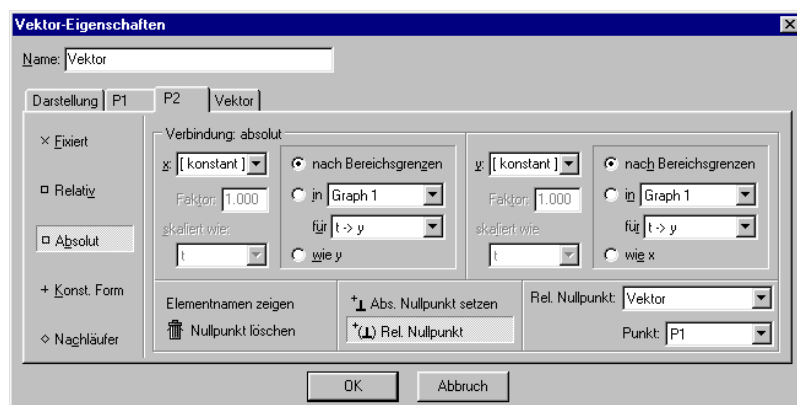 Vektor-Eigenschaften
Name: Vektor
Darstellung P1 P2 Vektor
Fixiert
Relativ
Absolut
Konst. Form
Nachläufer
Verbindung: absolut
x: [ konstant ]
Faktor: 1.000
skaliert wie:
t
nach Bereichsgrenzen
in Graph 1
für t -> y
wie y
y: [ konstant ]
Faktor: 1.000
skaliert wie
t
nach Bereichsgrenzen
in Graph 1
für t -> y
wie x
Elementnamen zeigen
Nullpunkt löschen
Abs. Nullpunkt setzen
Rel. Nullpunkt
Rel. Nullpunkt: Vektor
Punkt: P1
OK Abbruch